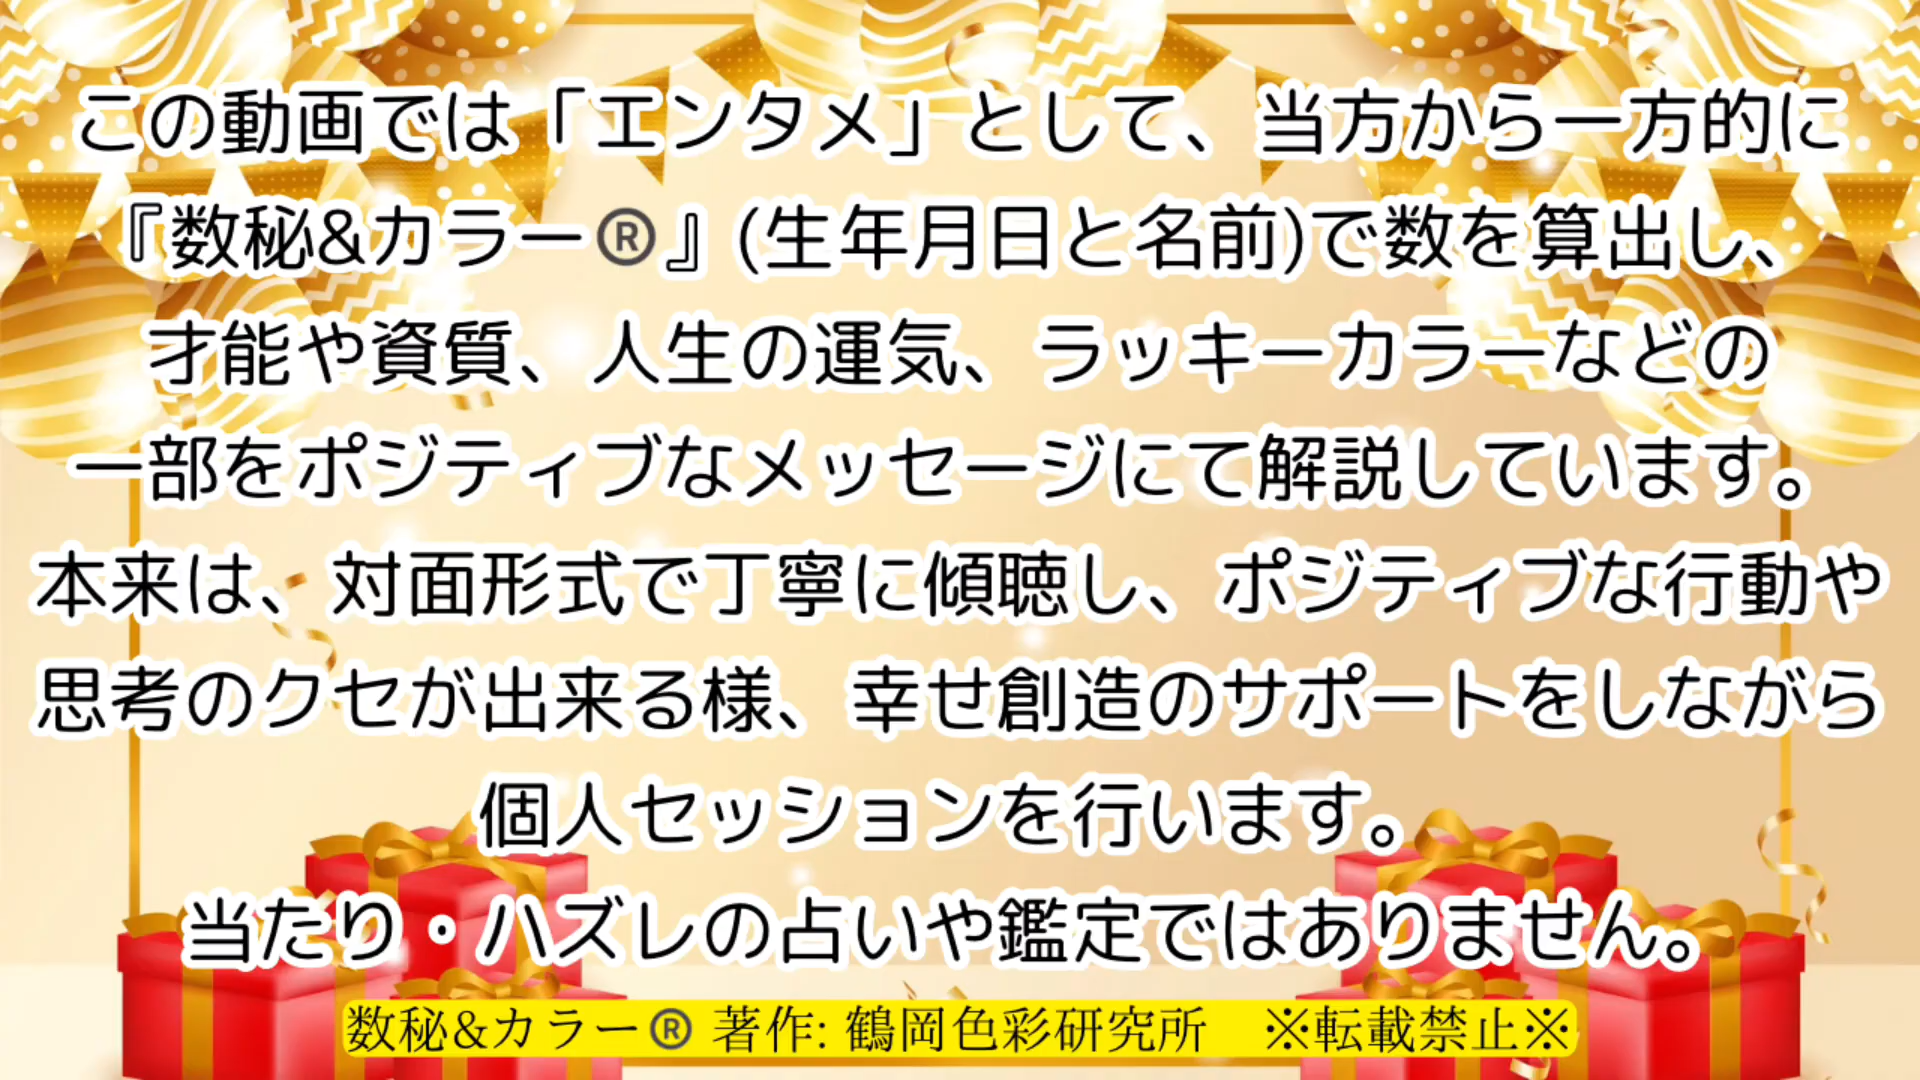 この動画では「エンタメ」として、当方から一方的に
『数秘&カラー®』(生年月日と名前)で数を算出し、
才能や資質、人生の運気、ラッキーカラーなどの
一部をポジティブなメッセージにて解説しています。
本来は、対面形式で丁寧に傾聴し、ポジティブな行動や
思考のクセが出来る様、幸せ創造のサポートをしながら
個人セッションを行います。
当たり・ハズレの占いや鑑定ではありません。
数秘&カラー® 著作: 鶴岡色彩研究所　※転載禁止※